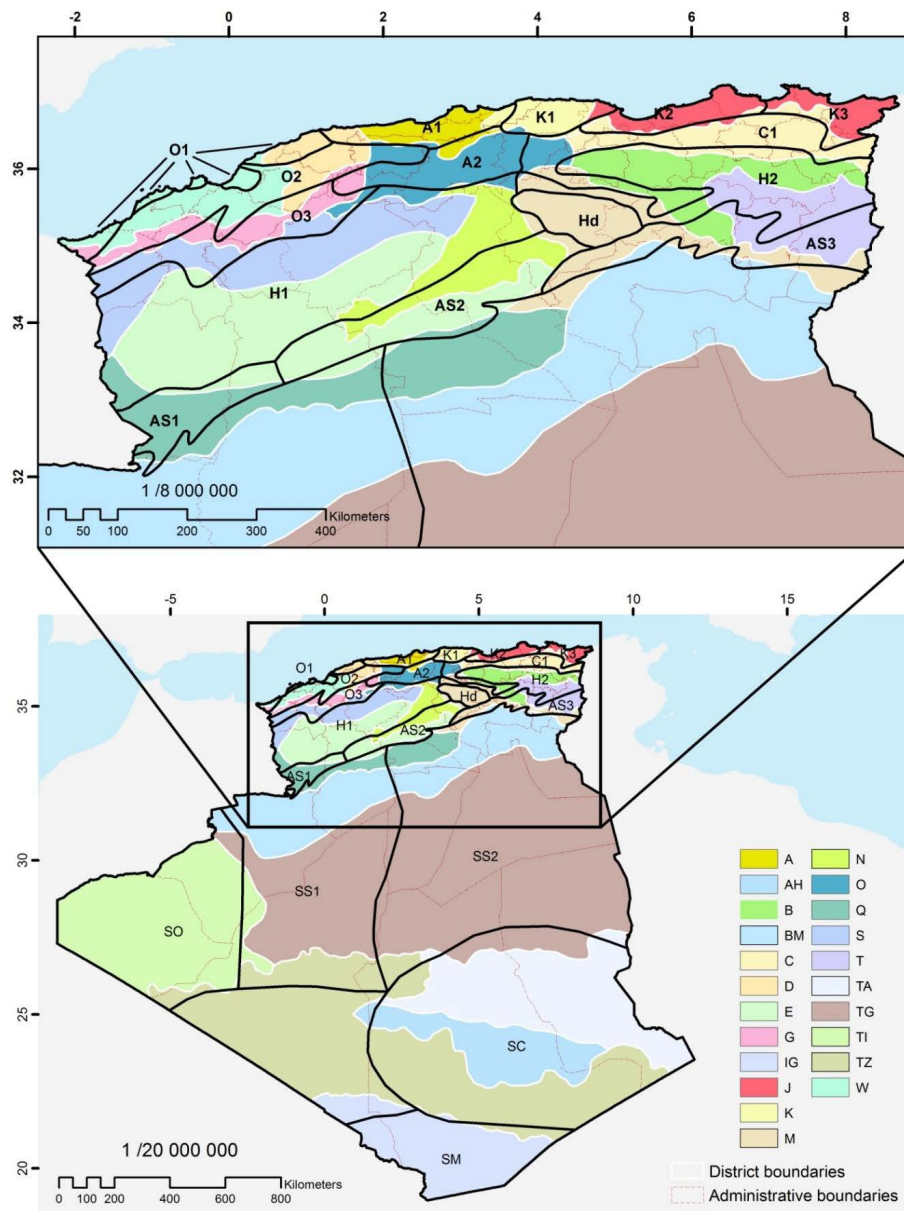 -2 0 2 4 6 8
36
34
32
A1
K1
K2
K3
C1
O1
A2
O2
H2
O3
Hd
AS3
H1
AS2
AS1
1 /8 000 000
0 50 100 200 300 400 Kilometers
-5 0 5 10 15
35
30
25
20
O1
A1
K1
K2
K3
C1
O2
A2
H2
O3
Hd
H1
AS3
AS2
AS1
SS2
SS1
SO
SC
SM
A N
AH O
B Q
BM S
C T
D TA
E TG
G TI
IG TZ
J W
K
M
1 /20 000 000
0 100 200 400 600 800 Kilometers
District boundaries
Administrative boundaries